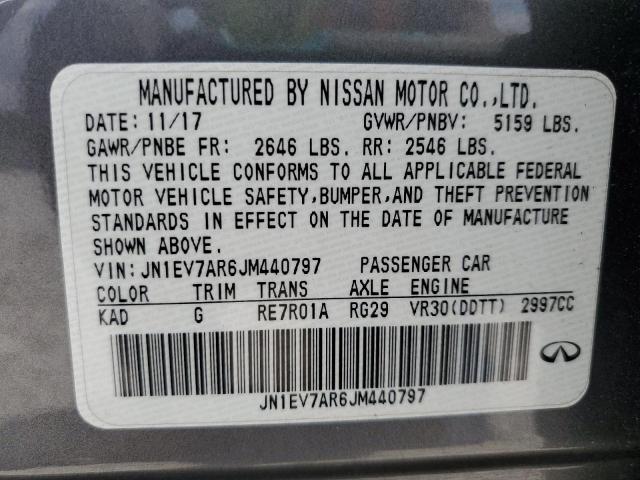 MANUFACTURED BY NISSAN MOTOR CO.,LTD.
DATE: 11/17 GVWR/PNBV: 5159 LBS.
GAWR/PNBE FR: 2646 LBS. RR: 2546 LBS.
THIS VEHICLE CONFORMS TO ALL APPLICABLE FEDERAL
MOTOR VEHICLE SAFETY,BUMPER,AND THEFT PREVENTION
STANDARDS IN EFFECT ON THE DATE OF MANUFACTURE
SHOWN ABOVE.
VIN:JN1EV7AR6JM440797 PASSENGER CAR
COLOR TRIM TRANS AXLE ENGINE
KAD G RE7R01A RG29 VR30(DDTT) 2997CC
JN1EV7AR6JM440797